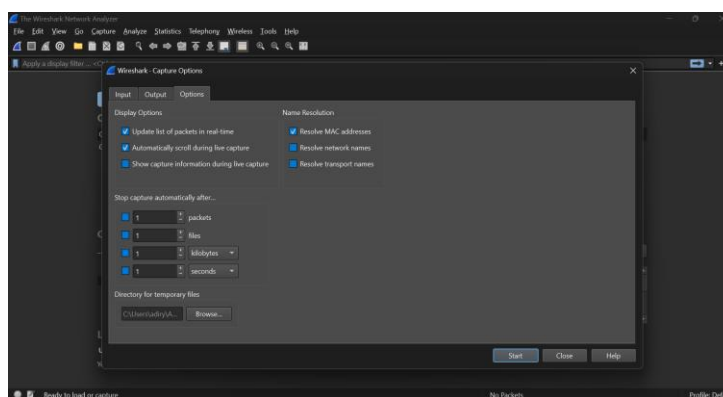 The Wireshark Network Analyzer
File Edit View Go Capture Analyze Statistics Telephony Wireless Tools Help
Apply a display filter ...
Wireshark · Capture Options
Input Output Options
Display Options
Update list of packets in real-time
Automatically scroll during live capture
Show capture information during live capture
Name Resolution
Resolve MAC addresses
Resolve network names
Resolve transport names
Stop capture automatically after...
1 packets
1 files
1 kilobytes
1 seconds
Directory for temporary files
C:\Users\adiry\A... Browse...
Start Close Help
Ready to load or capture No Packets Profile: Def